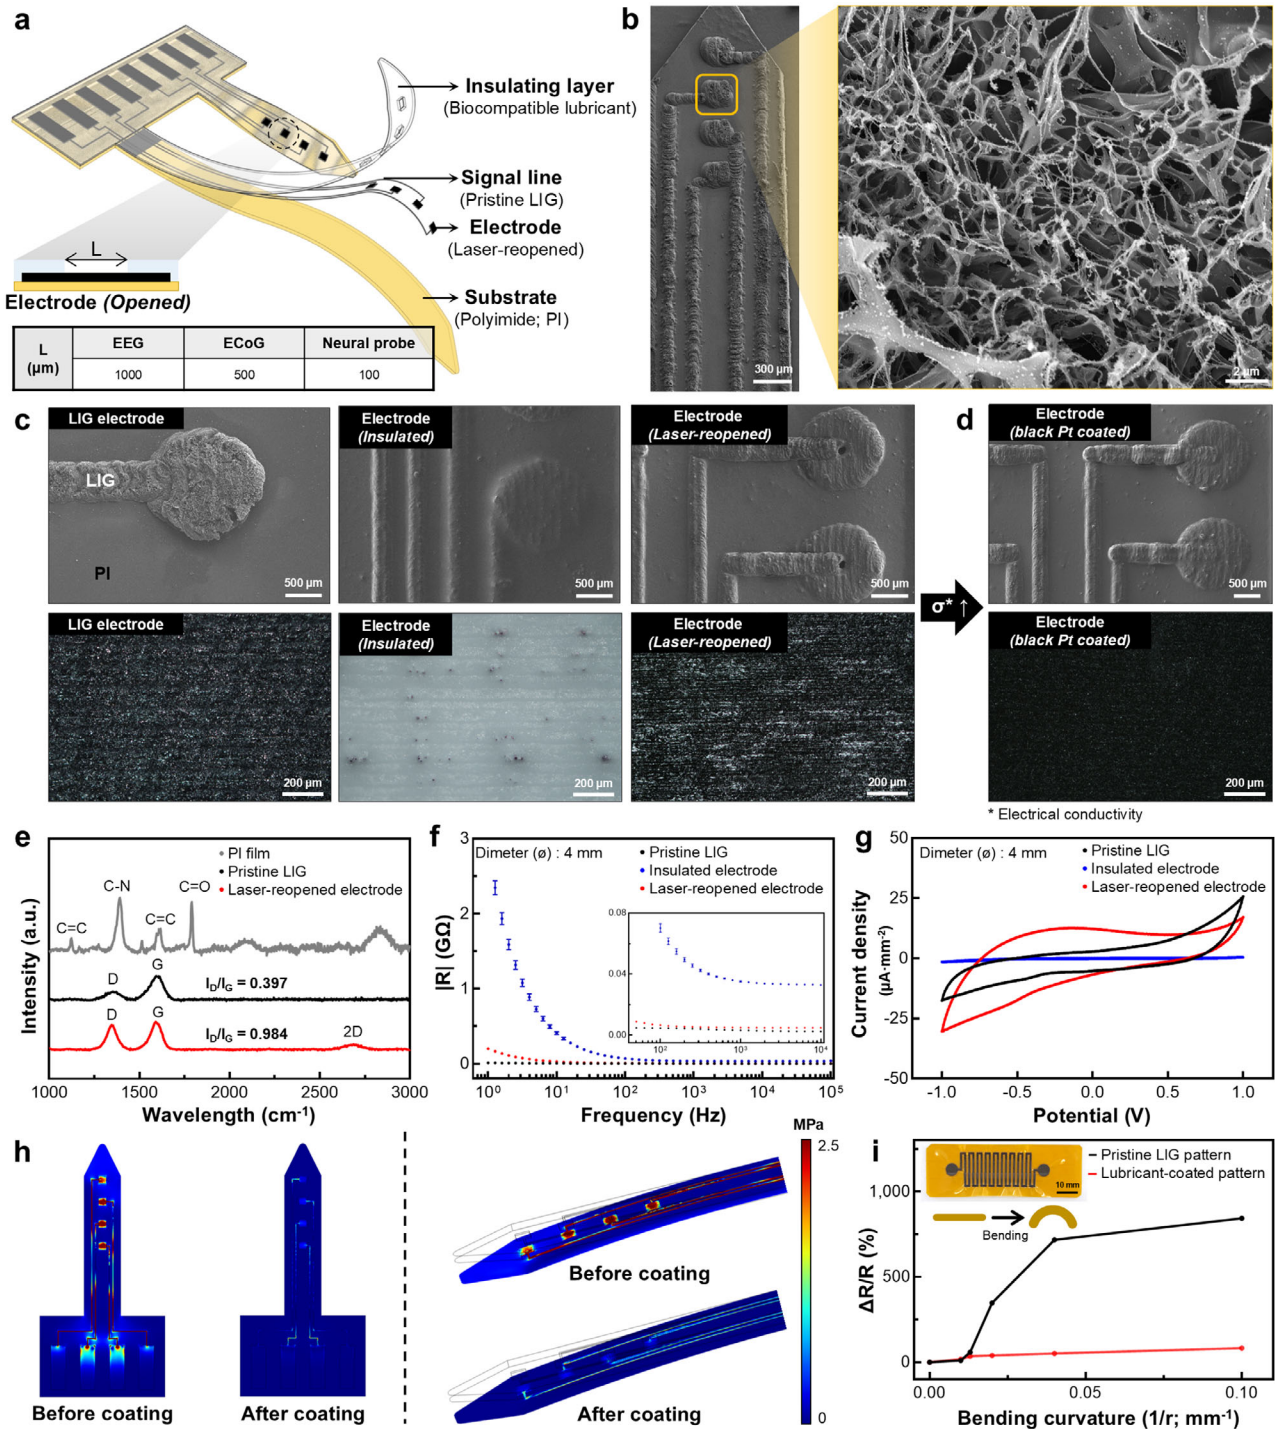 a
Insulating layer
(Biocompatible lubricant)
Signal line
(Pristine LIG)
Electrode
(Laser-reopened)
Substrate
(Polyimide; PI)
L
Electrode (Opened)
L
(µm)
EEG
ECoG
Neural probe
1000
500
100
b
300 µm
2 µm
c
LIG electrode
LIG
PI
500 µm
Electrode
(Insulated)
500 µm
Electrode
(Laser-reopened)
500 µm
d
Electrode
(black Pt coated)
500 µm
σ* ↑
LIG electrode
200 µm
Electrode
(Insulated)
200 µm
Electrode
(Laser-reopened)
200 µm
Electrode
(black Pt coated)
200 µm
* Electrical conductivity
e
PI film
Pristine LIG
Laser-reopened electrode
C=C
C-N
C=C
C=O
D
G
I_D/I_G = 0.397
D
G
I_D/I_G = 0.984
2D
Intensity (a.u.)
1000 1500 2000 2500 3000
Wavelength (cm⁻¹)
f
Dimeter (ø) : 4 mm
Pristine LIG
Insulated electrode
Laser-reopened electrode
|R| (GΩ)
3
2
1
0
0.08
0.04
0.00
10² 10³ 10⁴
10⁰ 10¹ 10² 10³ 10⁴ 10⁵
Frequency (Hz)
g
Dimeter (ø) : 4 mm
Pristine LIG
Insulated electrode
Laser-reopened electrode
Current density
(µA·mm⁻²)
50
25
0
-25
-50
-1.0 -0.5 0.0 0.5 1.0
Potential (V)
h
Before coating
After coating
Before coating
After coating
MPa
2.5
0
i
Pristine LIG pattern
Lubricant-coated pattern
10 mm
Bending
ΔR/R (%)
1,000
500
0
0.00 0.05 0.10
Bending curvature (1/r; mm⁻¹)